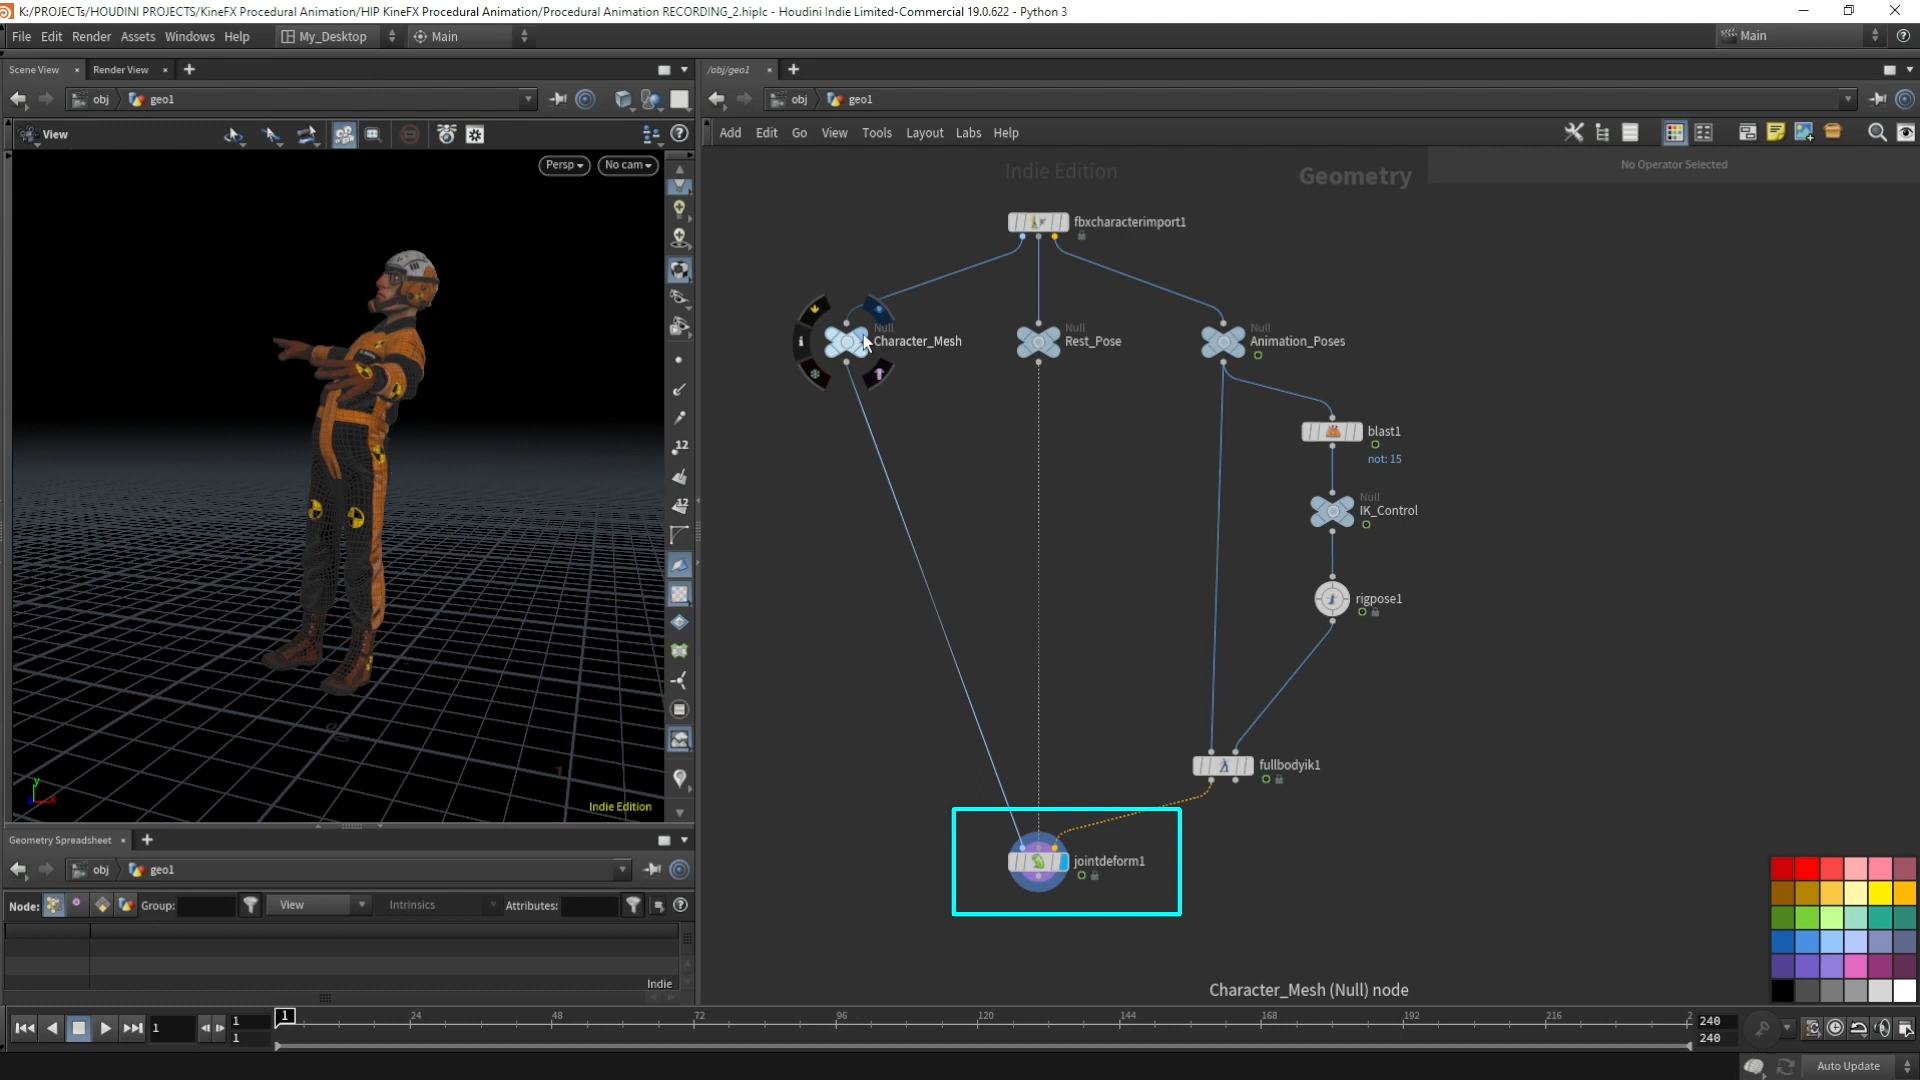 K:/PROJECTs/HOUDINI PROJECTS/KineFX Procedural Animation/HIP KineFX Procedural Animation/Procedural Animation RECORDING_2.hiplc - Houdini Indie Limited-Commercial 19.0.622 - Python 3
File Edit Render Assets Windows Help My_Desktop Main Main
Scene View Render View
/obj/geo1
obj geo1
obj geo1
View
Add Edit Go View Tools Layout Labs Help
Persp No cam
Indie Edition
Geometry
No Operator Selected
fbxcharacterimport1
Null
Character_Mesh
Null
Rest_Pose
Null
Animation_Poses
blast1
not: 15
Null
IK_Control
rigpose1
fullbodyik1
jointdeform1
12
12
y
x
Indie Edition
Geometry Spreadsheet
obj geo1
Node: Group: View Intrinsics Attributes:
Indie
Character_Mesh (Null) node
1 1 1 1 24 48 72 96 120 144 168 192 216 2 240 240
Auto Update